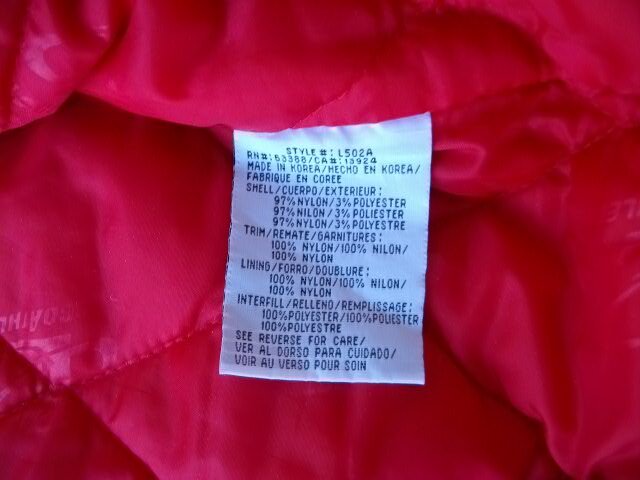 STYLE #: L502A
RN#: 63388/CA#: 13924
MADE IN KOREA/HECHO EN KOREA/
FABRIQUE EN COREE
SHELL/CUERPO/EXTERIEUR:
97% NYLON/3% POLYESTER
97% NILON/3% POLIESTER
97% NYLON/3% POLYESTRE
TRIM/REMATE/GARNITURES:
100% NYLON/100% NILON/
100% NYLON
LINING/FORRO/DOUBLURE:
100% NYLON/100% NILON/
100% NYLON
INTERFILL/RELLENO/REMPLISSAGE:
100%POLYESTER/100%POLIESTER
100%POLYESTRE
SEE REVERSE FOR CARE/
VER AL DORSO PARA CUIDADO/
VOIR AU VERSO POUR SOIN